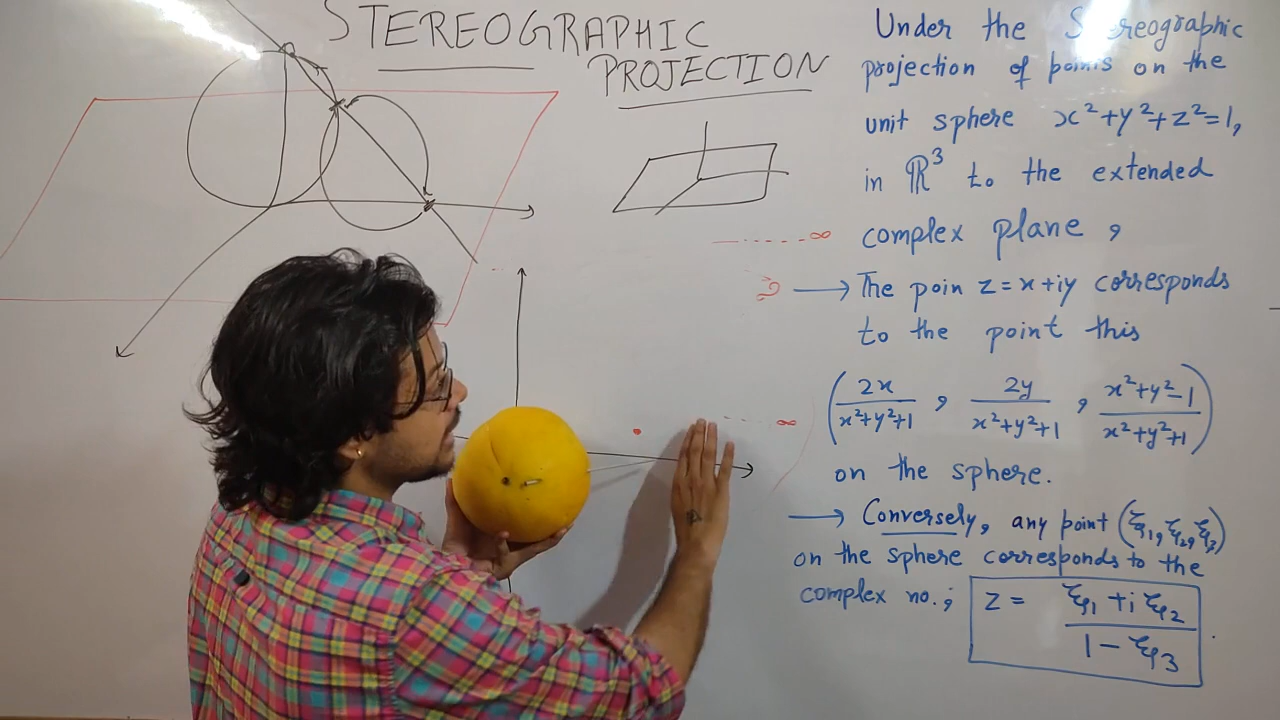 STEREOGRAPHIC
PROJECTION
Under the Stereographic
projection of points on the
unit sphere x²+y²+z²=1,
in ℝ³ to the extended
complex plane,
→ The poin z=x+iy corresponds
to the point this
(2x/x²+y²+1, 2y/x²+y²+1, x²+y²-1/x²+y²+1)
on the sphere.
→ Conversely, any point (ξ₁, ξ₂, ξ₃)
on the sphere corresponds to the
complex no.; z = ξ₁ + i ξ₂/1 - ξ₃
∞
∞